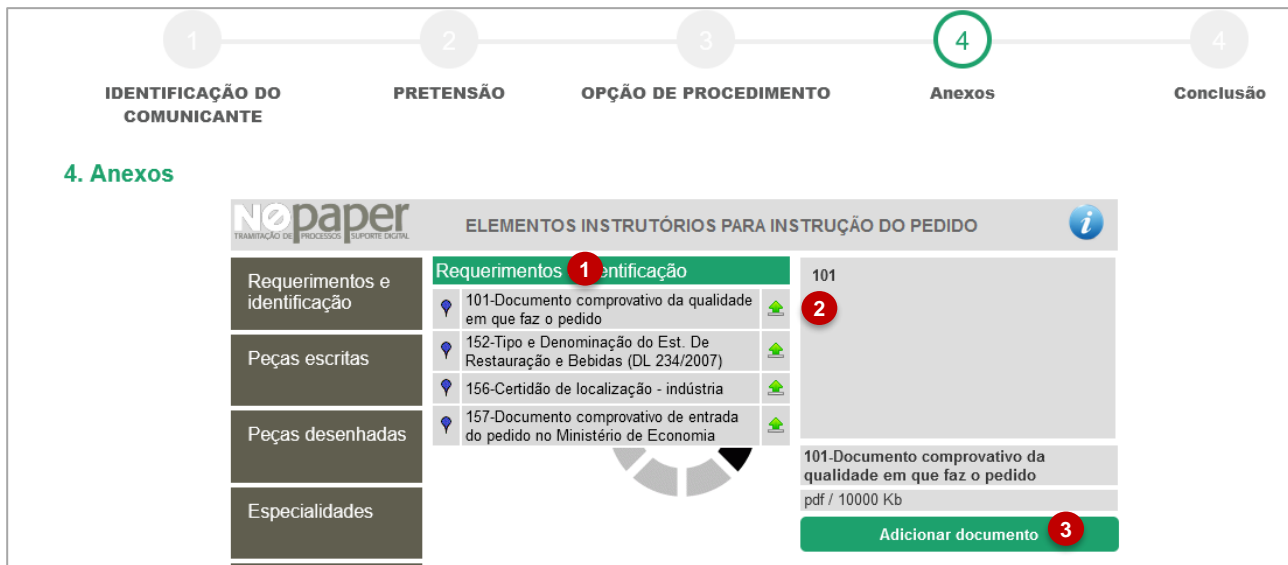 1
2
3
4
4
IDENTIFICAÇÃO DO
COMUNICANTE
PRETENSÃO
OPÇÃO DE PROCEDIMENTO
Anexos
Conclusão
4. Anexos
NOpaper
TRAMITAÇÃO DE PROCESSOS SUPORTE DIGITAL
ELEMENTOS INSTRUTÓRIOS PARA INSTRUÇÃO DO PEDIDO
i
Requerimentos e
identificação
Peças escritas
Peças desenhadas
Especialidades
Requerimentos 1 entificação
101-Documento comprovativo da qualidade
em que faz o pedido
152-Tipo e Denominação do Est. De
Restauração e Bebidas (DL 234/2007)
156-Certidão de localização - indústria
157-Documento comprovativo de entrada
do pedido no Ministério de Economia
101
2
101-Documento comprovativo da
qualidade em que faz o pedido
pdf / 10000 Kb
Adicionar documento 3